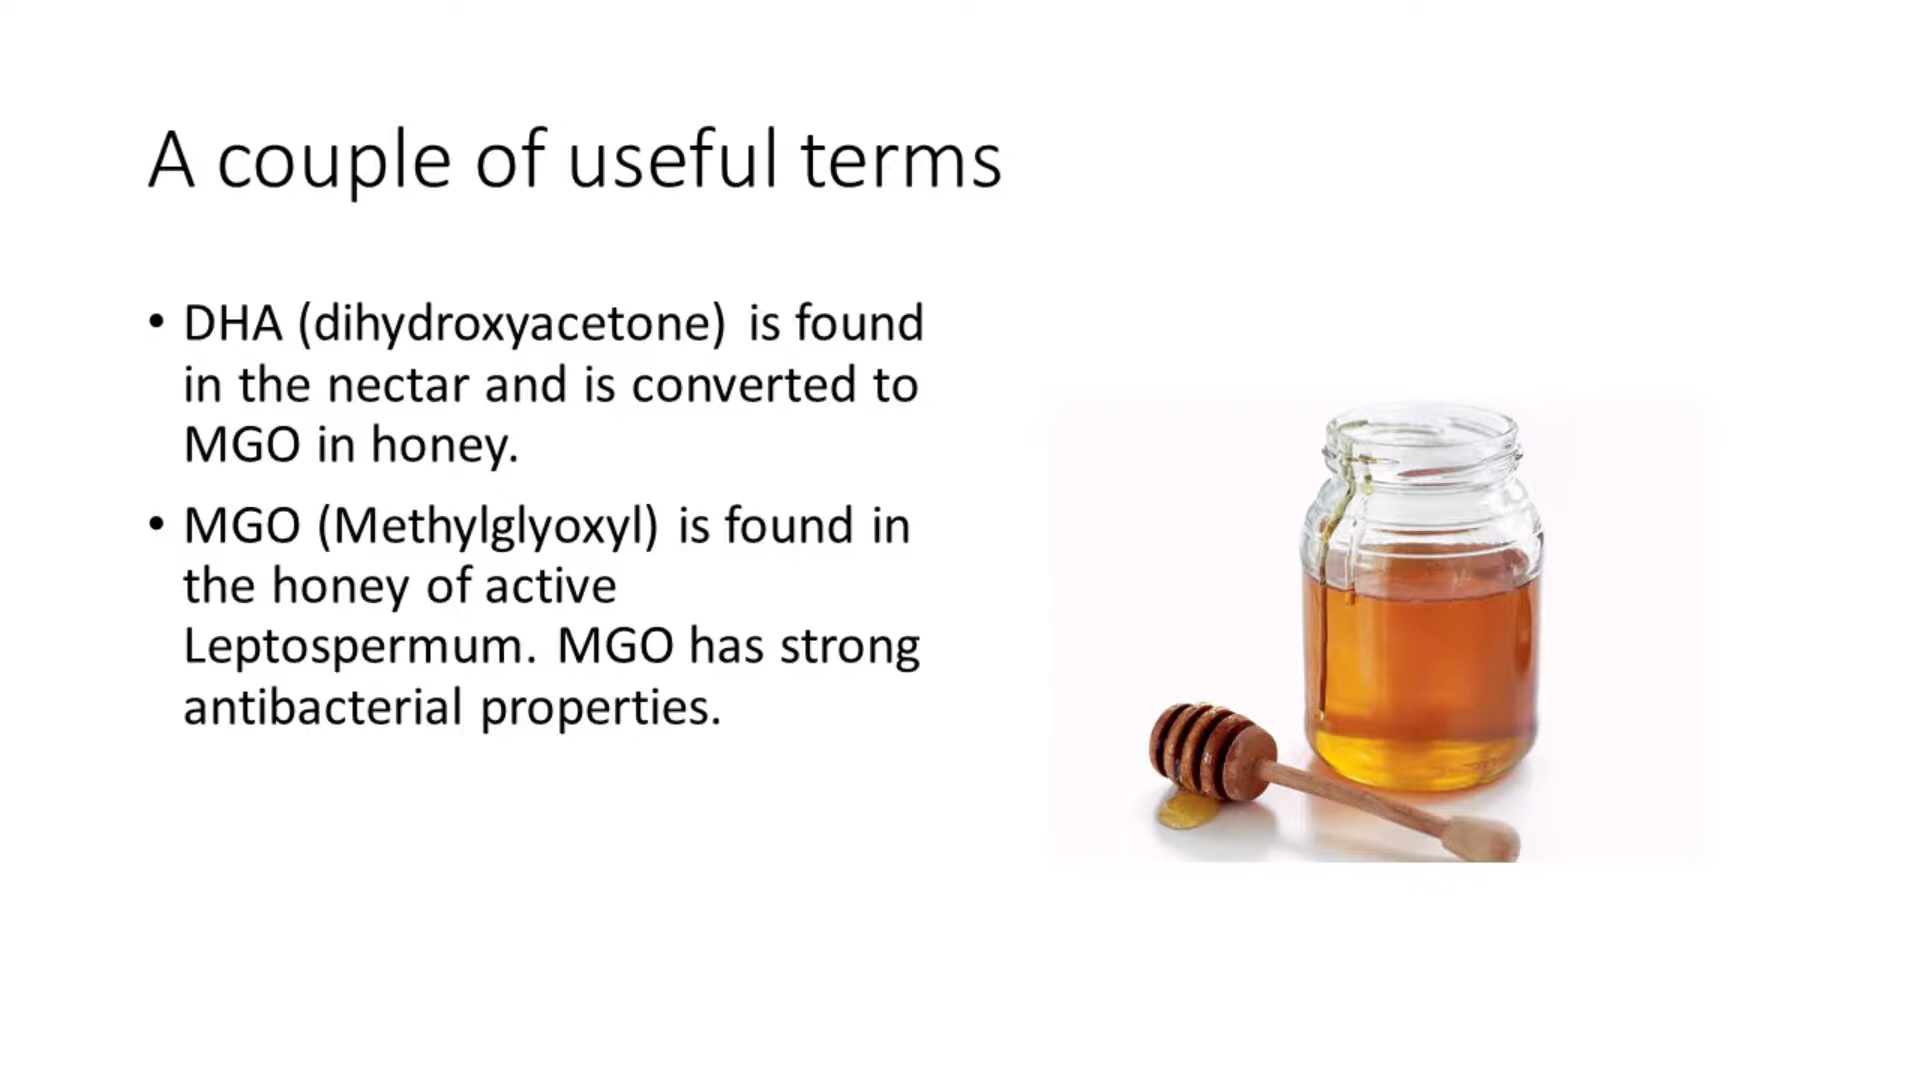 A couple of useful terms
• DHA (dihydroxyacetone) is found
in the nectar and is converted to
MGO in honey.
• MGO (Methylglyoxyl) is found in
the honey of active
Leptospermum. MGO has strong
antibacterial properties.